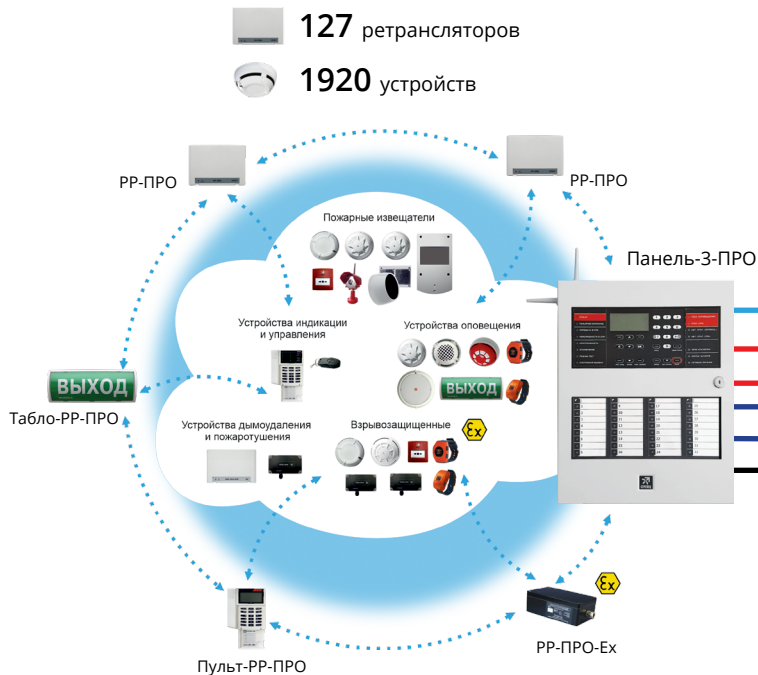 127 ретрансляторов
1920 устройств
РР-ПРО
РР-ПРО
Пожарные извещатели
Панель-3-ПРО
Устройства индикации
и управления
Устройства оповещения
ВЫХОД
ВЫХОД
Табло-РР-ПРО
Устройства дымоудаления
и пожаротушения
Взрывозащищенные
Ex
Ex
РР-ПРО-Ex
Пульт-РР-ПРО